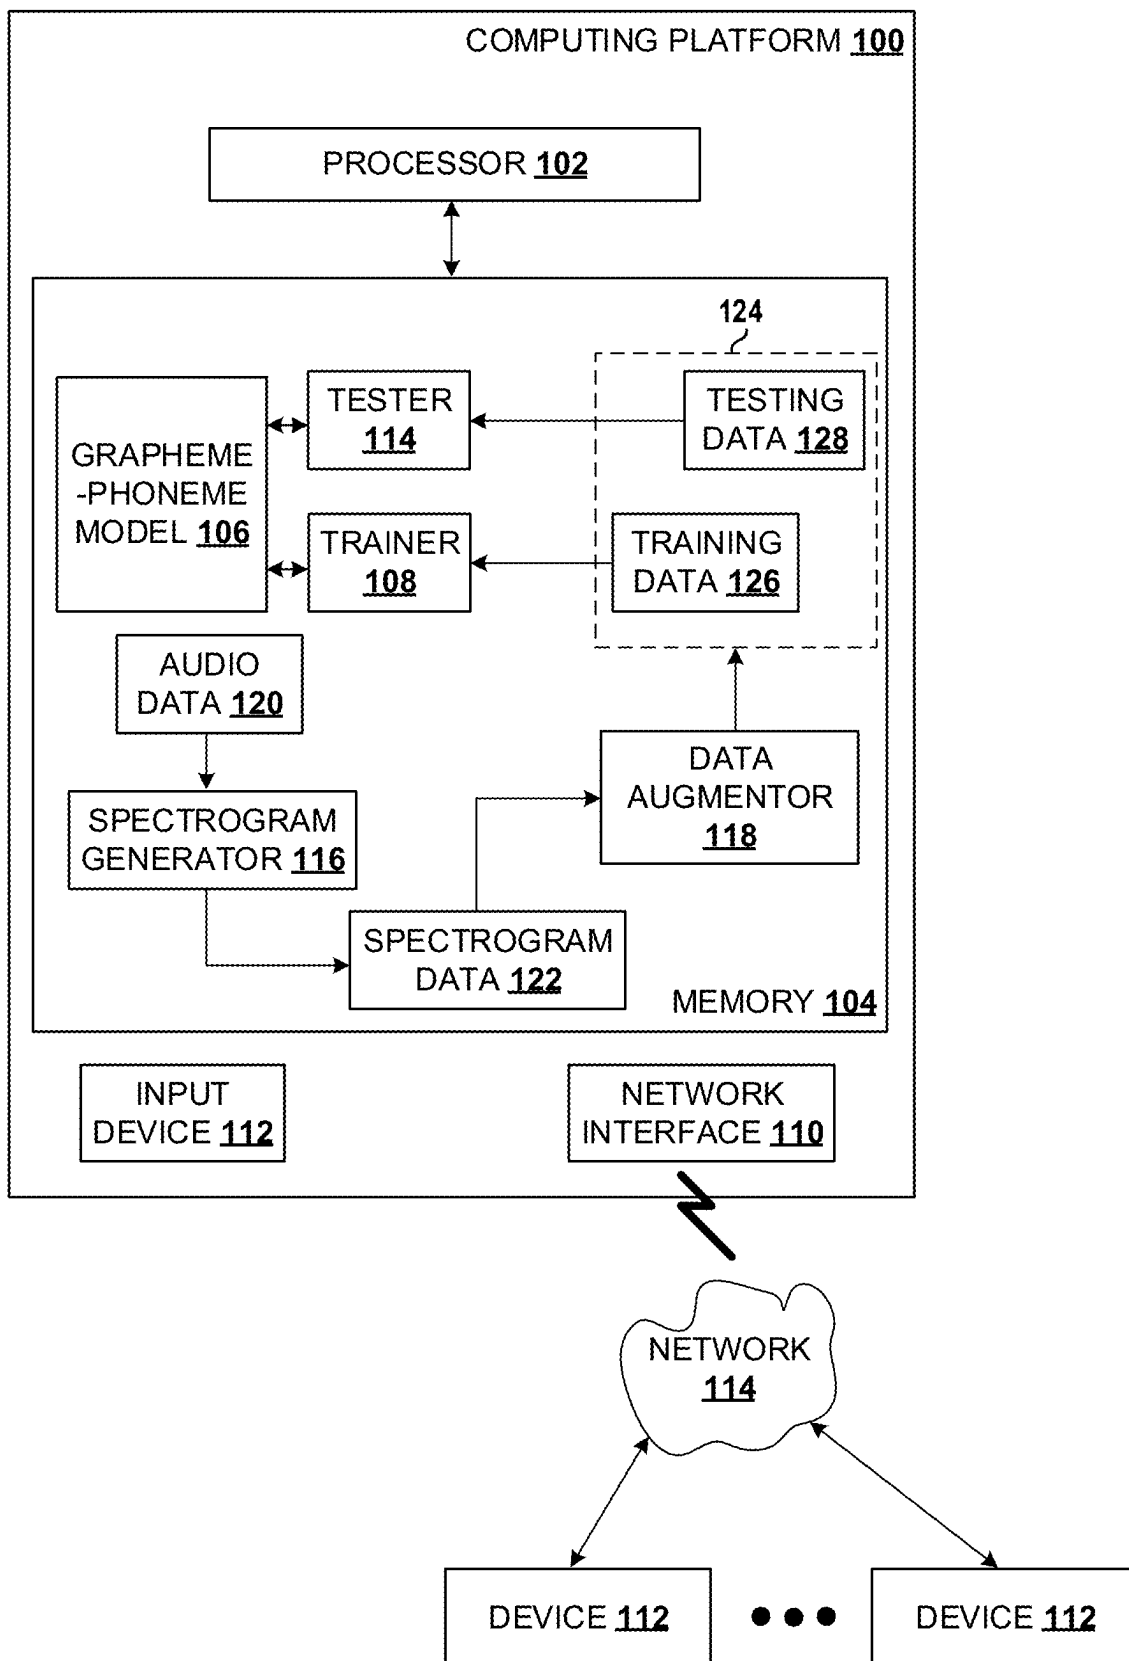 COMPUTING PLATFORM 100
PROCESSOR 102
124
TESTER
114
TESTING
DATA 128
GRAPHEME
-PHONEME
MODEL 106
TRAINER
108
TRAINING
DATA 126
AUDIO
DATA 120
DATA
AUGMENTOR
118
SPECTROGRAM
GENERATOR 116
SPECTROGRAM
DATA 122
MEMORY 104
INPUT
DEVICE 112
NETWORK
INTERFACE 110
NETWORK
114
DEVICE 112
DEVICE 112